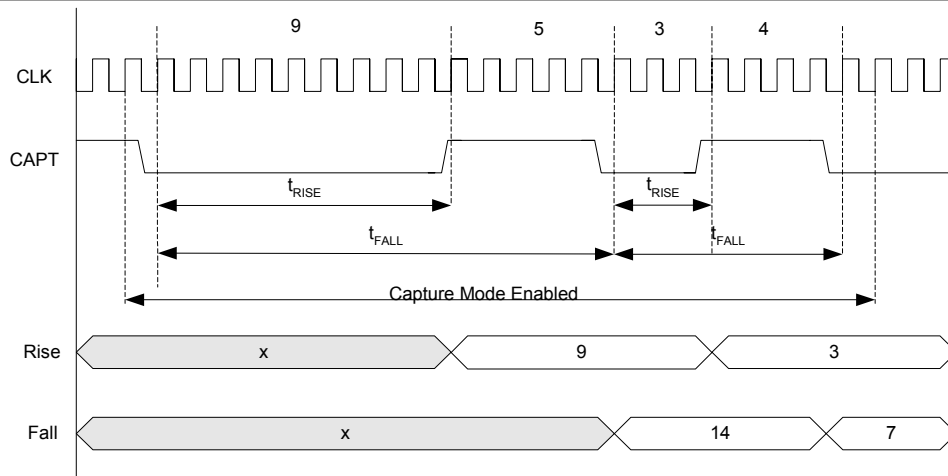 9 5 3 4
CLK
CAPT
tRISE tRISE
tFALL tFALL
Capture Mode Enabled
Rise x 9 3
Fall x 14 7